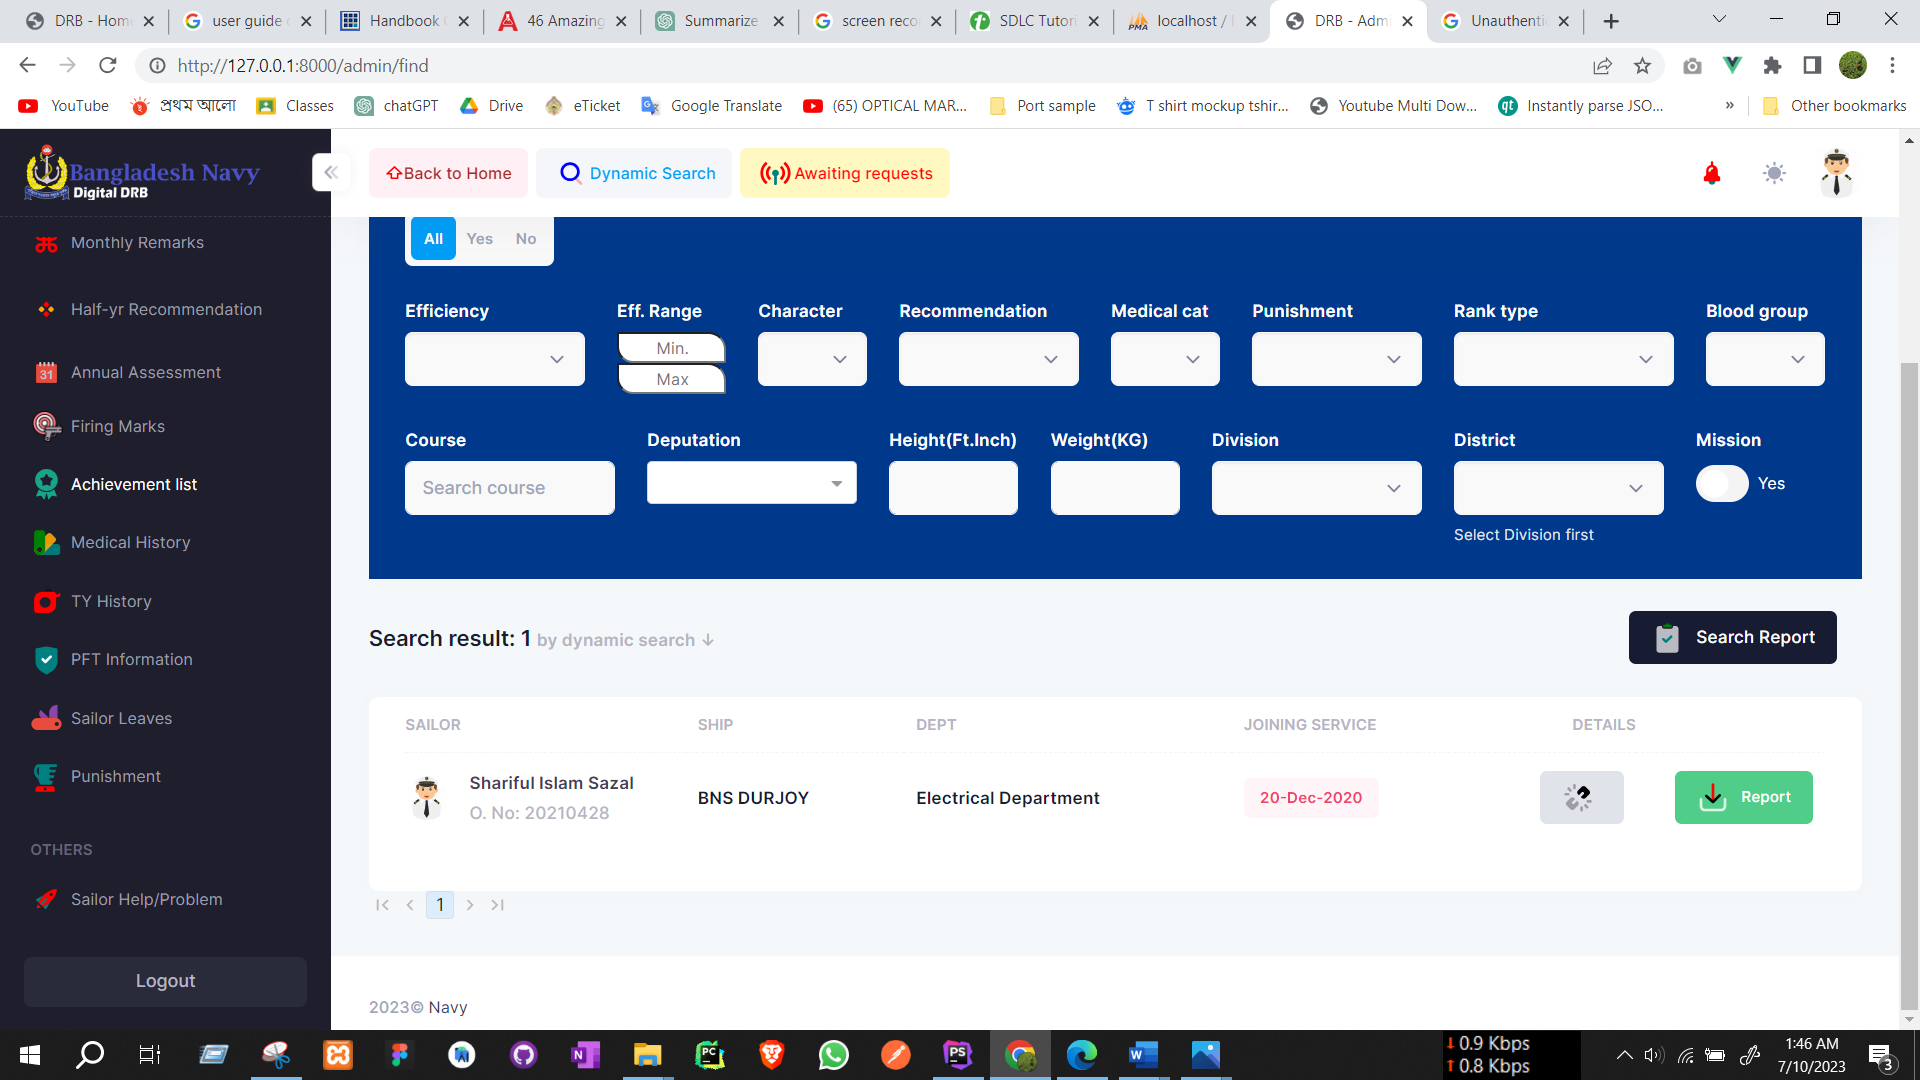 DRB - Hom
user guide
Handbook
46 Amazing
Summarize
screen reco
SDLC Tutori
localhost /
DRB - Adm
Unauthenti
http://127.0.0.1:8000/admin/find
YouTube
প্রথম আলো
Classes
chatGPT
Drive
eTicket
Google Translate
(65) OPTICAL MAR...
Port sample
T shirt mockup tshir...
Youtube Multi Dow...
Instantly parse JSO...
»
Other bookmarks
Bangladesh Navy
Digital DRB
Back to Home
Dynamic Search
Awaiting requests
Monthly Remarks
Half-yr Recommendation
Annual Assessment
Firing Marks
Achievement list
Medical History
TY History
PFT Information
Sailor Leaves
Punishment
OTHERS
Sailor Help/Problem
Logout
All Yes No
Efficiency
Eff. Range
Character
Recommendation
Medical cat
Punishment
Rank type
Blood group
Min.
Max
Course
Deputation
Height(Ft.Inch)
Weight(KG)
Division
District
Mission
Search course
Yes
Select Division first
Search result: 1 by dynamic search ↓
Search Report
SAILOR SHIP DEPT JOINING SERVICE DETAILS
Shariful Islam Sazal
O. No: 20210428
BNS DURJOY
Electrical Department
20-Dec-2020
Report
1
2023© Navy
↓ 0.9 Kbps
↑ 0.8 Kbps
1:46 AM
7/10/2023
3